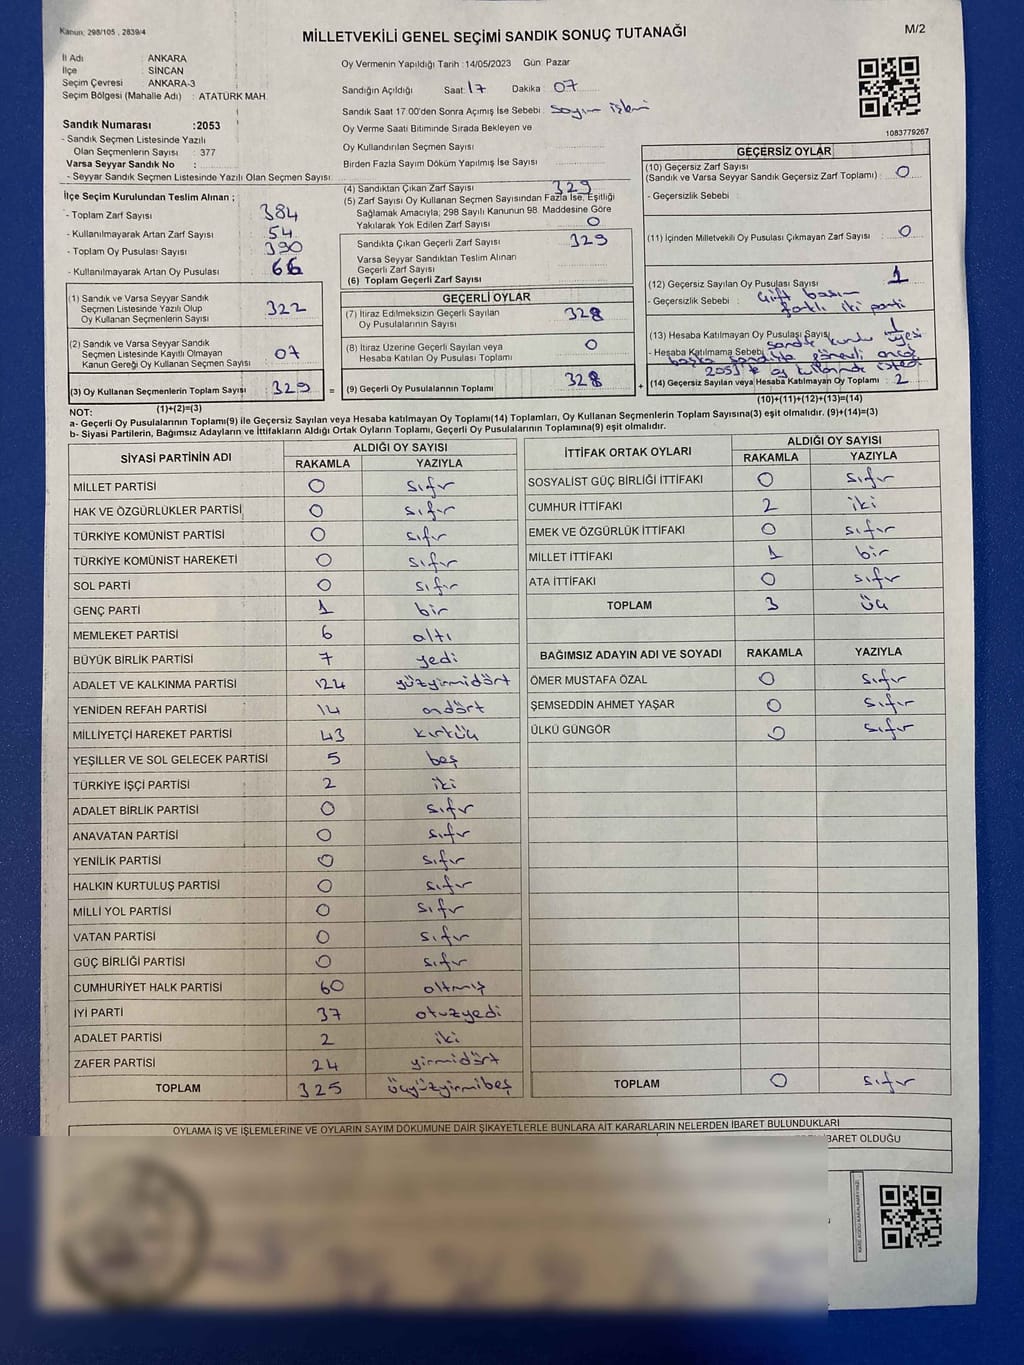 Kanun: 298/105 , 2839/4
MİLLETVEKİLİ GENEL SEÇİMİ SANDIK SONUÇ TUTANAĞI
M/2
İl Adı : ANKARA
İlçe : SİNCAN
Seçim Çevresi : ANKARA-3
Seçim Bölgesi (Mahalle Adı) : ATATÜRK MAH.
Sandık Numarası :2053
- Sandık Seçmen Listesinde Yazılı
Olan Seçmenlerin Sayısı : 377
Varsa Seyyar Sandık No :
- Seyyar Sandık Seçmen Listesinde Yazılı Olan Seçmen Sayısı:
Oy Vermenin Yapıldığı Tarih :14/05/2023 Gün: Pazar
Sandığın Açıldığı Saat: 17 Dakika : 07
Sandık Saat 17.00'den Sonra Açımış İse Sebebi : sayım işlemi
Oy Verme Saati Bitiminde Sırada Bekleyen ve
Oy Kullandırılan Seçmen Sayısı
Birden Fazla Sayım Döküm Yapılmış İse Sayısı
1083779267
İlçe Seçim Kurulundan Teslim Alınan ;
- Toplam Zarf Sayısı : 384
- Kullanılmayarak Artan Zarf Sayısı : 54
- Toplam Oy Pusulası Sayısı : 390
- Kullanılmayarak Artan Oy Pusulası : 66
(1) Sandık ve Varsa Seyyar Sandık
Seçmen Listesinde Yazılı Olup
Oy Kullanan Seçmenlerin Sayısı 322
(2) Sandık ve Varsa Seyyar Sandık
Seçmen Listesinde Kayıtlı Olmayan
Kanun Gereği Oy Kullanan Seçmen Sayısı 07
(3) Oy Kullanan Seçmenlerin Toplam Sayısı 329
(1)+(2)=(3)
(4) Sandıktan Çıkan Zarf Sayısı 329
(5) Zarf Sayısı Oy Kullanan Seçmen Sayısından Fazla İse, Eşitliği
Sağlamak Amacıyla; 298 Sayılı Kanunun 98. Maddesine Göre
Yakılarak Yok Edilen Zarf Sayısı 0
Sandıkta Çıkan Geçerli Zarf Sayısı 329
Varsa Seyyar Sandıktan Teslim Alınan
Geçerli Zarf Sayısı
(6) Toplam Geçerli Zarf Sayısı
GEÇERLİ OYLAR
(7) İtiraz Edilmeksizin Geçerli Sayılan
Oy Pusulalarının Sayısı 328
(8) İtiraz Üzerine Geçerli Sayılan veya
Hesaba Katılan Oy Pusulası Toplamı 0
= (9) Geçerli Oy Pusulalarının Toplamı 328 +
GEÇERSİZ OYLAR
(10) Geçersiz Zarf Sayısı
(Sandık ve Varsa Seyyar Sandık Geçersiz Zarf Toplamı) : 0
- Geçersizlik Sebebi :
(11) İçinden Milletvekili Oy Pusulası Çıkmayan Zarf Sayısı : 0
(12) Geçersiz Sayılan Oy Pusulası Sayısı : 1
- Geçersizlik Sebebi : Çift basım
farklı iki parti
(13) Hesaba Katılmayan Oy Pusulası Sayısı 1
- Hesaba Katılmama Sebebi sandık kurulu üyesi
başka sandıkta görevli
2053'te oy kullanmak istedi
(14) Geçersiz Sayılan veya Hesaba Katılmayan Oy Toplamı : 2
(10)+(11)+(12)+(13)=(14)
NOT:
a- Geçerli Oy Pusulalarının Toplamı(9) ile Geçersiz Sayılan veya Hesaba katılmayan Oy Toplamı(14) Toplamları, Oy Kullanan Seçmenlerin Toplam Sayısına(3) eşit olmalıdır. (9)+(14)=(3)
b- Siyasi Partilerin, Bağımsız Adayların ve İttifakların Aldığı Ortak Oyların Toplamı, Geçerli Oy Pusulalarının Toplamına(9) eşit olmalıdır.
SİYASİ PARTİNİN ADI ALDIĞI OY SAYISI
RAKAMLA YAZIYLA
MİLLET PARTİSİ 0 sıfır
HAK VE ÖZGÜRLÜKLER PARTİSİ 0 sıfır
TÜRKİYE KOMÜNİST PARTİSİ 0 sıfır
TÜRKİYE KOMÜNİST HAREKETİ 0 sıfır
SOL PARTİ 0 sıfır
GENÇ PARTİ 1 bir
MEMLEKET PARTİSİ 6 altı
BÜYÜK BİRLİK PARTİSİ 7 yedi
ADALET VE KALKINMA PARTİSİ 124 yüzyirmidört
YENİDEN REFAH PARTİSİ 14 ondört
MİLLİYETÇİ HAREKET PARTİSİ 43 kırküç
YEŞİLLER VE SOL GELECEK PARTİSİ 5 beş
TÜRKİYE İŞÇİ PARTİSİ 2 iki
ADALET BİRLİK PARTİSİ 0 sıfır
ANAVATAN PARTİSİ 0 sıfır
YENİLİK PARTİSİ 0 sıfır
HALKIN KURTULUŞ PARTİSİ 0 sıfır
MİLLİ YOL PARTİSİ 0 sıfır
VATAN PARTİSİ 0 sıfır
GÜÇ BİRLİĞİ PARTİSİ 0 sıfır
CUMHURİYET HALK PARTİSİ 60 altmış
İYİ PARTİ 37 otuzyedi
ADALET PARTİSİ 2 iki
ZAFER PARTİSİ 24 yirmidört
TOPLAM 325 üçyüzyirmibeş
İTTİFAK ORTAK OYLARI ALDIĞI OY SAYISI
RAKAMLA YAZIYLA
SOSYALİST GÜÇ BİRLİĞİ İTTİFAKI 0 sıfır
CUMHUR İTTİFAKI 2 iki
EMEK VE ÖZGÜRLÜK İTTİFAKI 0 sıfır
MİLLET İTTİFAKI 1 bir
ATA İTTİFAKI 0 sıfır
TOPLAM 3 üç
BAĞIMSIZ ADAYIN ADI VE SOYADI RAKAMLA YAZIYLA
ÖMER MUSTAFA ÖZAL 0 sıfır
ŞEMSEDDİN AHMET YAŞAR 0 sıfır
ÜLKÜ GÜNGÖR 0 sıfır
TOPLAM 0 sıfır
OYLAMA İŞ VE İŞLEMLERİNE VE OYLARIN SAYIM DÖKÜMÜNE DAİR ŞİKAYETLERLE BUNLARA AİT KARARLARIN NELERDEN İBARET BULUNDUKLARI
İBARET OLDUĞU